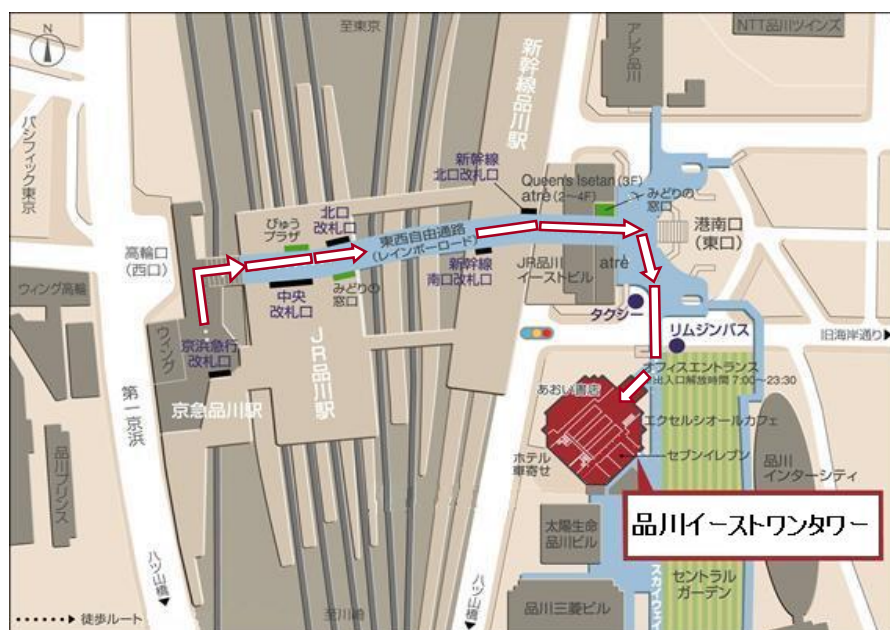 N
至東京
NTT品川ツインズ
アレア品川
新幹線品川駅
パシフィック東京
新幹線
北口改札口
Queen's Isetan(3F)
atré(2~4F)
みどりの
窓口
北口
改札口
びゅう
プラザ
東西自由通路
(レインボーロード)
港南口
(東口)
高輪口
(西口)
新幹線
南口改札口
JR品川
イーストビル
atré
ウィング高輪
中央
改札口
みどりの
窓口
タクシー
リムジンバス
旧海岸通り▶
ウィング
京浜急行
改札口
JR品川駅
オフィスエントランス
出入口解放時間 7:00~23:30
あおい書店
第一京浜
京急品川駅
エクセルシオールカフェ
ホテル
車寄せ
セブンイレブン
品川
インターシティ
品川プリンス
品川イーストワンタワー
太陽生命
品川ビル
八ツ山橋▼
八ツ山橋▼
スカイウェイ
セントラル
ガーデン
至川崎
品川三菱ビル
徒歩ルート